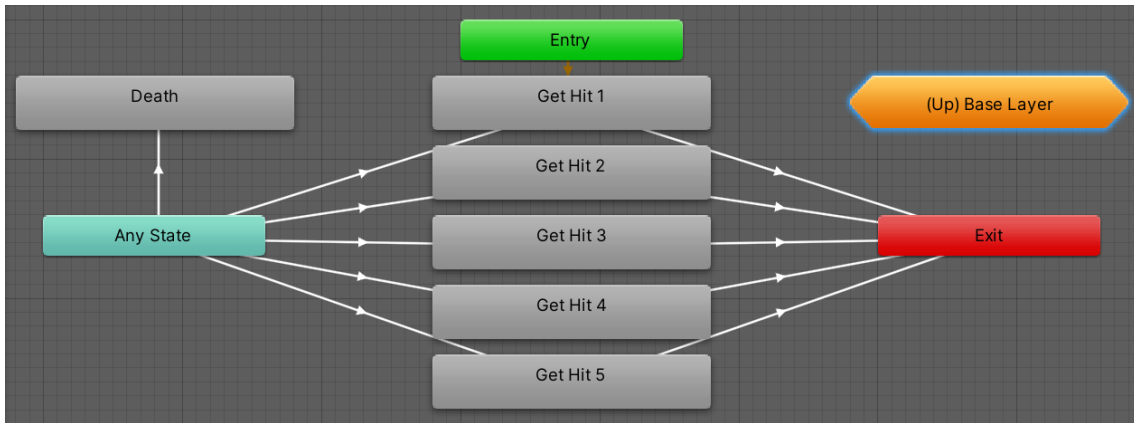 Entry
Death
Get Hit 1
(Up) Base Layer
Get Hit 2
Any State
Get Hit 3
Exit
Get Hit 4
Get Hit 5